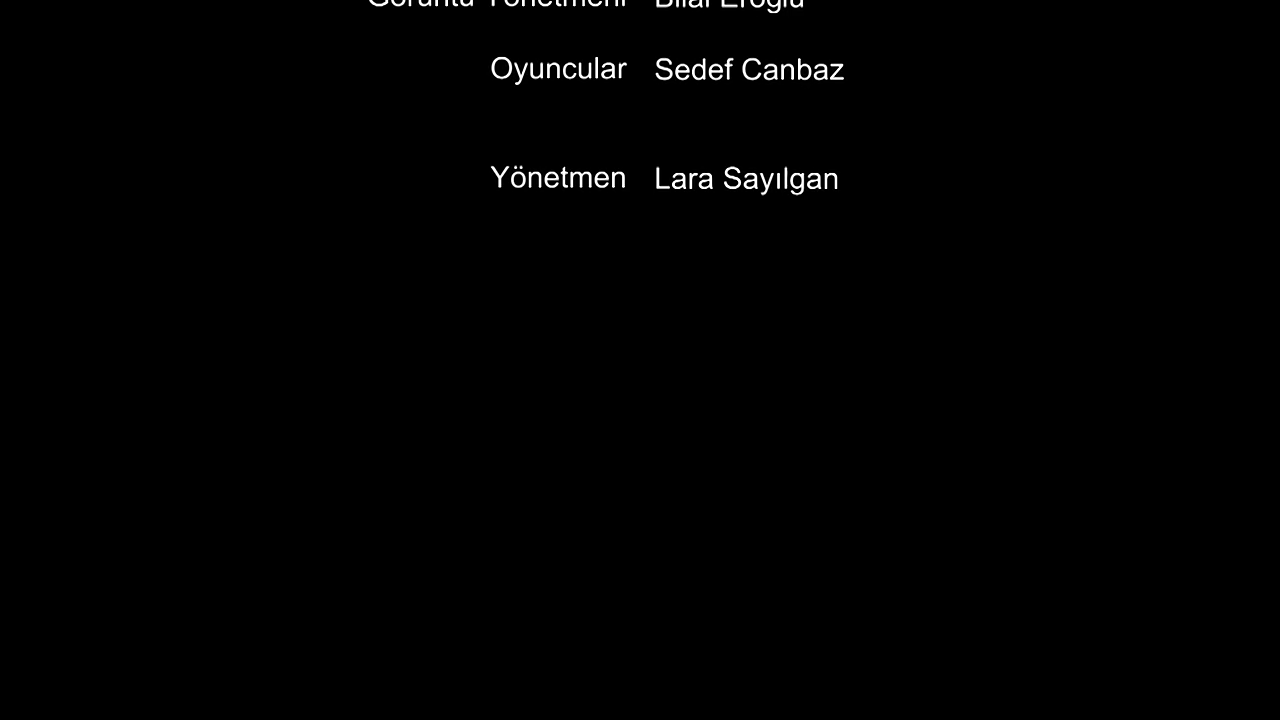 Görüntü Yönetmeni Bilal Eroğlu
Oyuncular Sedef Canbaz
Yönetmen Lara Sayılgan